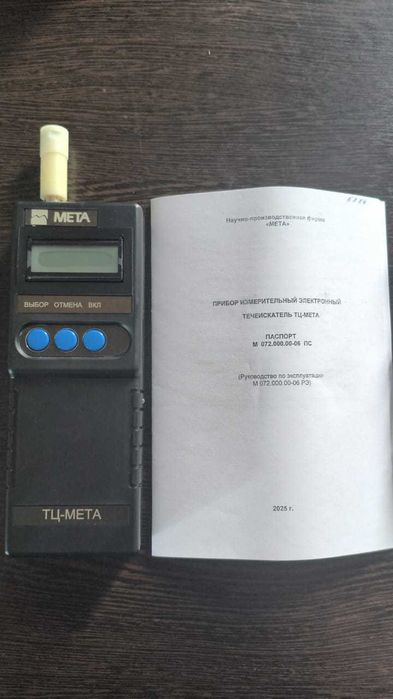 МЕТА
ВЫБОР ОТМЕНА ВКЛ
ТЦ-МЕТА
Научно-производственная фирма
«МЕТА»
ПРИБОР ИЗМЕРИТЕЛЬНЫЙ ЭЛЕКТРОННЫЙ
ТЕЧЕИСКАТЕЛЬ ТЦ-МЕТА
ПАСПОРТ
М 072.000.00-06 ПС
(Руководство по эксплуатации
М 072.000.00-06 РЭ)
2025 г.